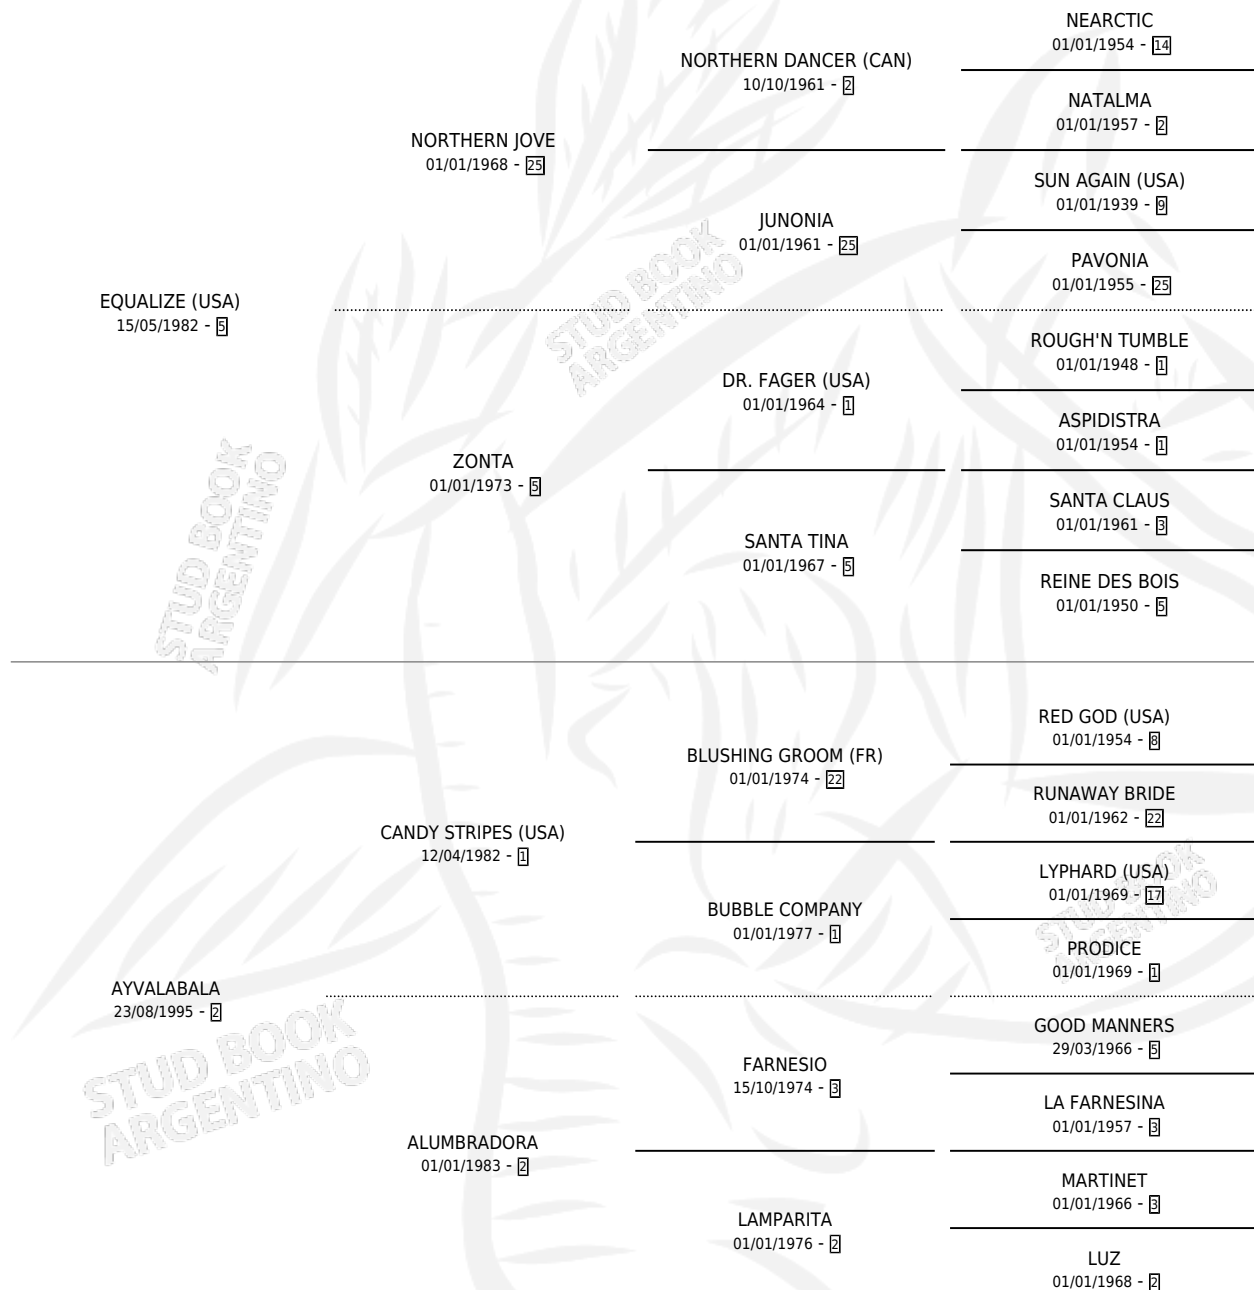 NEARCTIC
01/01/1954 - 14
NORTHERN DANCER (CAN)
10/10/1961 - 2
NATALMA
01/01/1957 - 2
NORTHERN JOVE
01/01/1968 - 25
SUN AGAIN (USA)
01/01/1939 - 9
JUNONIA
01/01/1961 - 25
PAVONIA
01/01/1955 - 25
EQUALIZE (USA)
15/05/1982 - 5
STUD BOOK
ARGENTINO
ROUGH'N TUMBLE
01/01/1948 - 1
DR. FAGER (USA)
01/01/1964 - 1
ASPIDISTRA
01/01/1954 - 1
ZONTA
01/01/1973 - 5
SANTA CLAUS
01/01/1961 - 3
SANTA TINA
01/01/1967 - 5
REINE DES BOIS
01/01/1950 - 5
STUD BOOK
ARGENTINO
RED GOD (USA)
01/01/1954 - 8
BLUSHING GROOM (FR)
01/01/1974 - 22
RUNAWAY BRIDE
01/01/1962 - 22
CANDY STRIPES (USA)
12/04/1982 - 1
LYPHARD (USA)
01/01/1969 - 17
BUBBLE COMPANY
01/01/1977 - 1
STUD BOOK
ARGENTINO
PRODICE
01/01/1969 - 1
AYVALABALA
23/08/1995 - 2
GOOD MANNERS
29/03/1966 - 5
FARNESIO
15/10/1974 - 3
STUD BOOK
ARGENTINO
LA FARNESINA
01/01/1957 - 3
ALUMBRADORA
01/01/1983 - 2
MARTINET
01/01/1966 - 3
LAMPARITA
01/01/1976 - 2
LUZ
01/01/1968 - 2